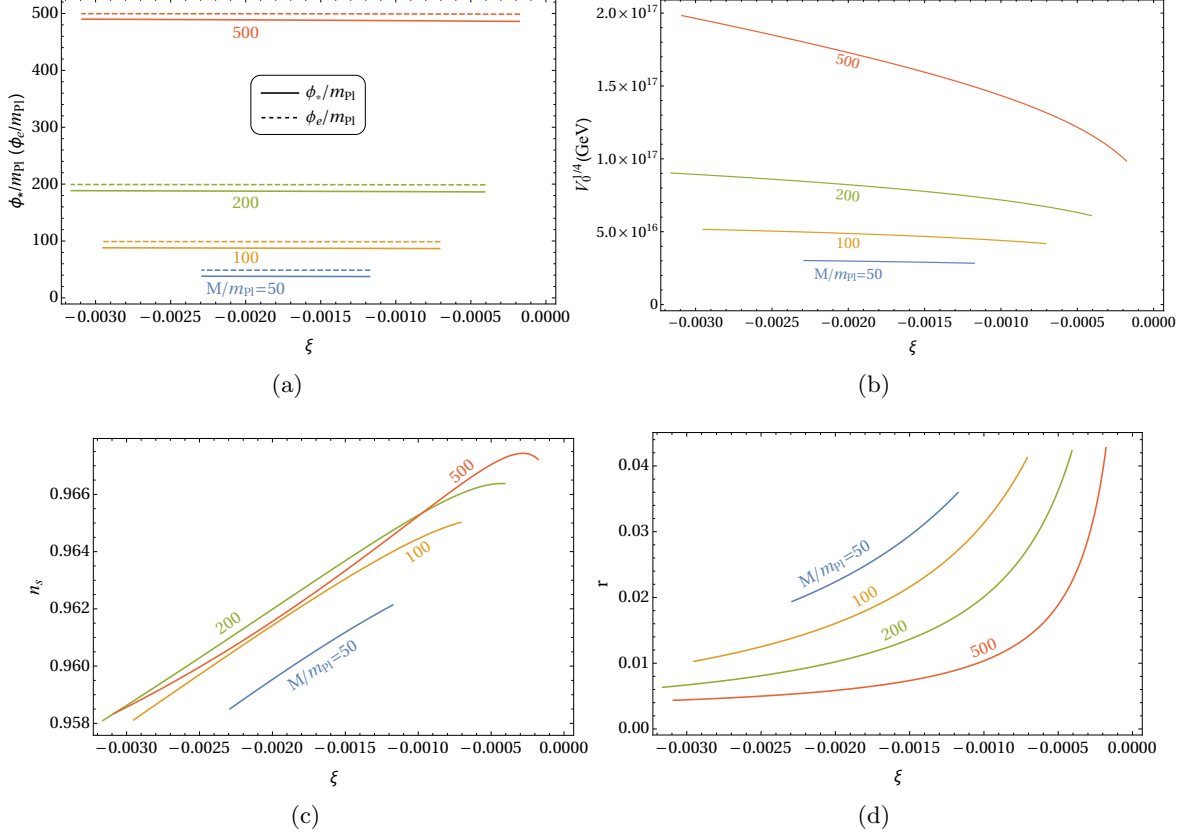 500
400
300
200
100
0
ϕ*/mPl (ϕe/mPl)
500
ϕ*/mPl
ϕe/mPl
200
100
M/mPl=50
−0.0030 −0.0025 −0.0020 −0.0015 −0.0010 −0.0005 0.0000
ξ
(a)
2.0×10^17
1.5×10^17
1.0×10^17
5.0×10^16
0
V0^1/4 (GeV)
500
200
100
M/mPl=50
−0.0030 −0.0025 −0.0020 −0.0015 −0.0010 −0.0005 0.0000
ξ
(b)
0.966
0.964
0.962
0.960
0.958
ns
500
100
200
M/mPl=50
−0.0030 −0.0025 −0.0020 −0.0015 −0.0010 −0.0005 0.0000
ξ
(c)
0.04
0.03
0.02
0.01
0.00
r
M/mPl=50
100
200
500
−0.0030 −0.0025 −0.0020 −0.0015 −0.0010 −0.0005 0.0000
ξ
(d)